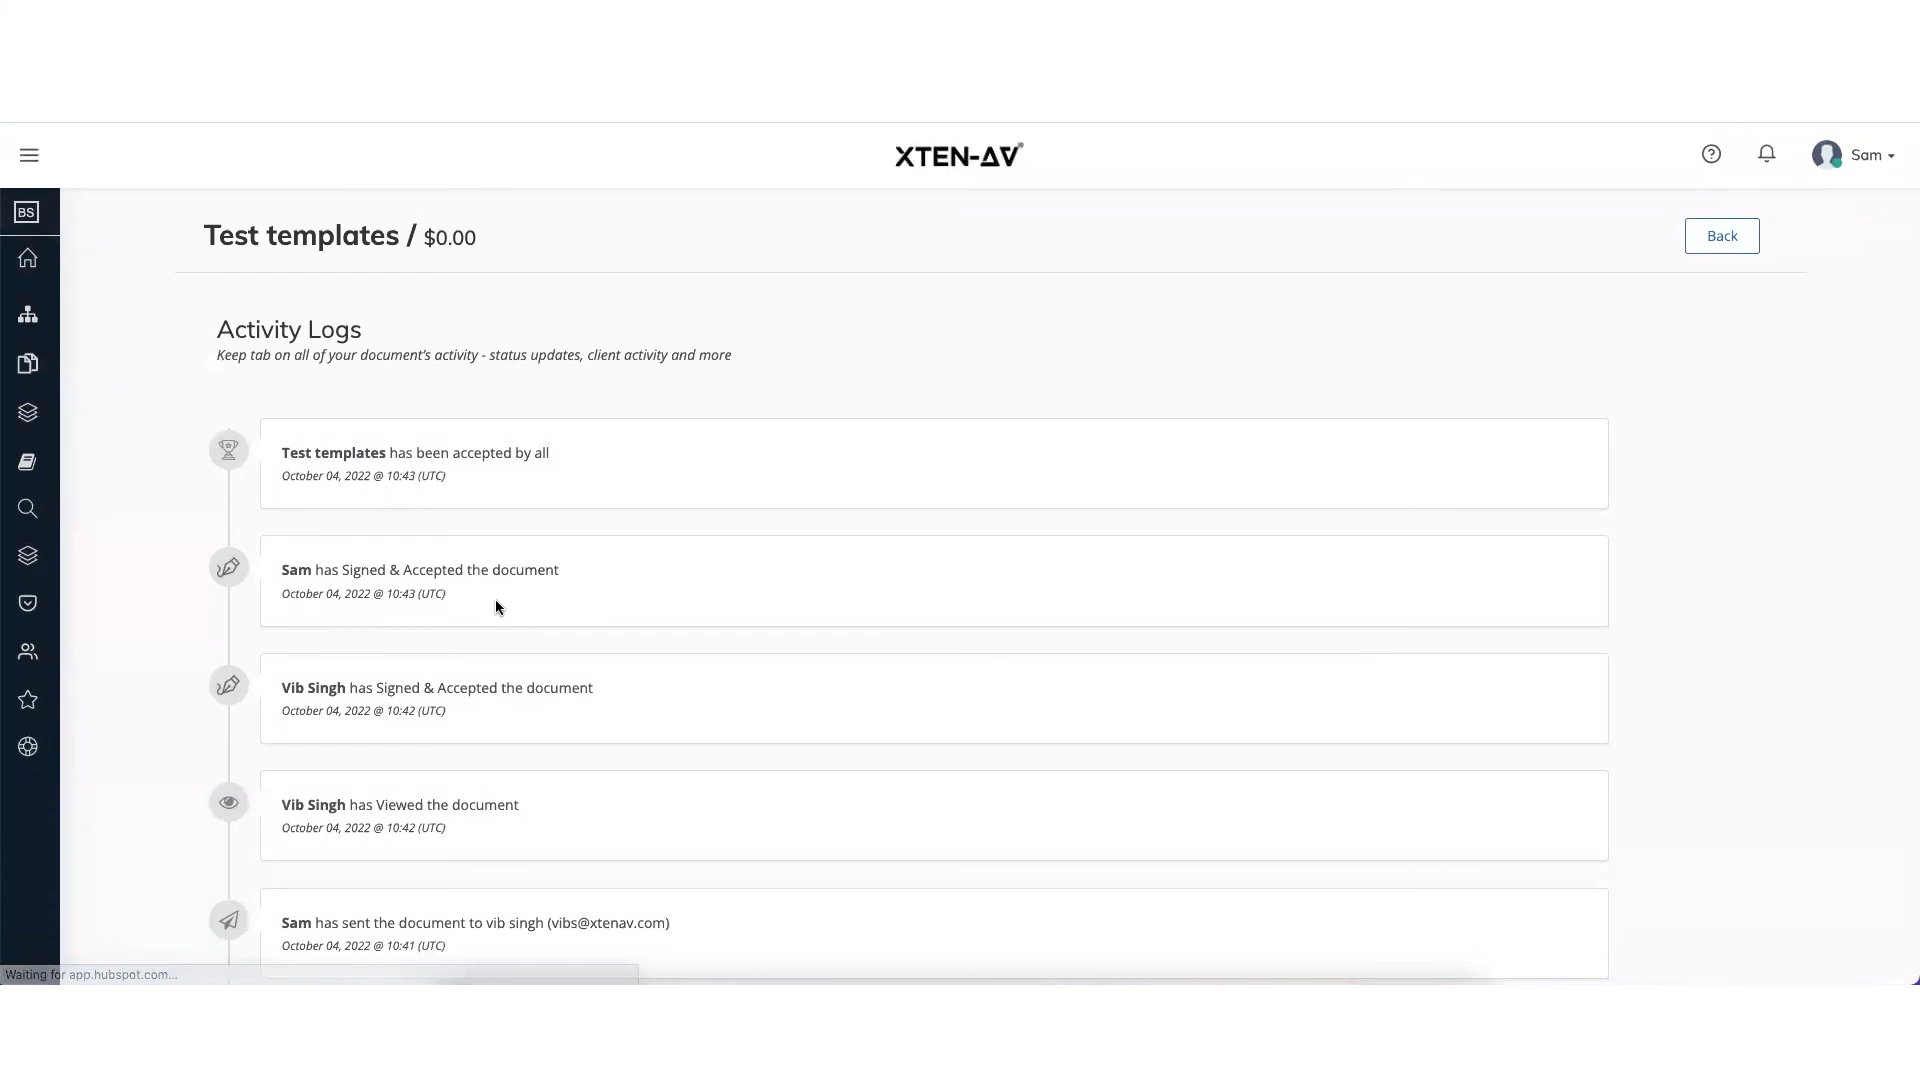 XTEN-AV®
Sam
BS
Test templates / $0.00
Back
Activity Logs
Keep tab on all of your document's activity - status updates, client activity and more
Test templates has been accepted by all
October 04, 2022 @ 10:43 (UTC)
Sam has Signed & Accepted the document
October 04, 2022 @ 10:43 (UTC)
Vib Singh has Signed & Accepted the document
October 04, 2022 @ 10:42 (UTC)
Vib Singh has Viewed the document
October 04, 2022 @ 10:42 (UTC)
Sam has sent the document to vib singh (vibs@xtenav.com)
October 04, 2022 @ 10:41 (UTC)
Waiting for app.hubspot.com...